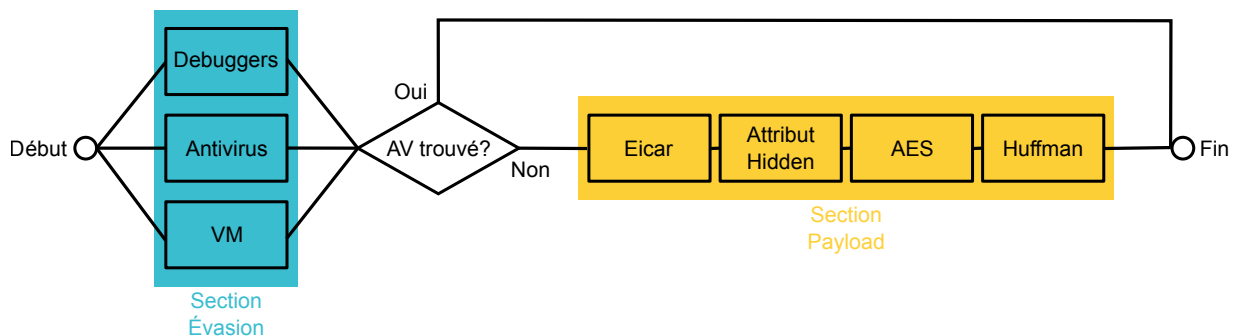 Debuggers
Oui
Début
Antivirus
AV trouvé?
Non
Eicar
Attribut
Hidden
AES
Huffman
Fin
VM
Section
Payload
Section
Évasion